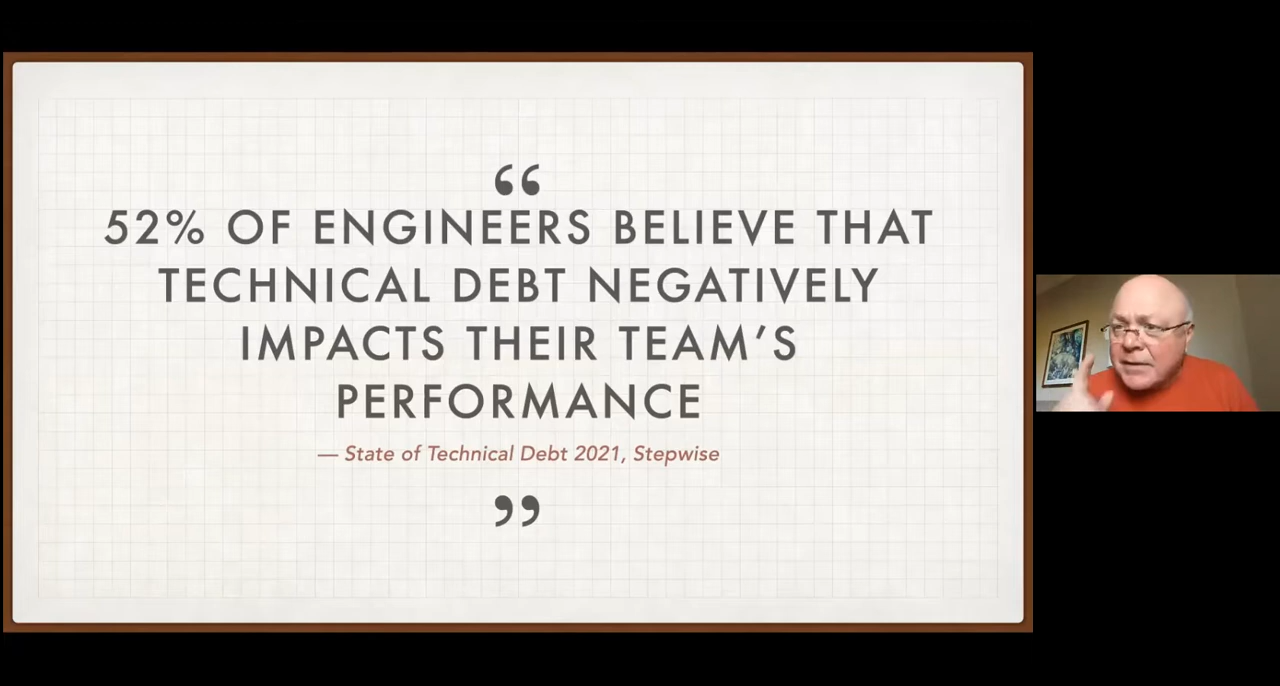 “
52% OF ENGINEERS BELIEVE THAT
TECHNICAL DEBT NEGATIVELY
IMPACTS THEIR TEAM’S
PERFORMANCE
— State of Technical Debt 2021, Stepwise
”